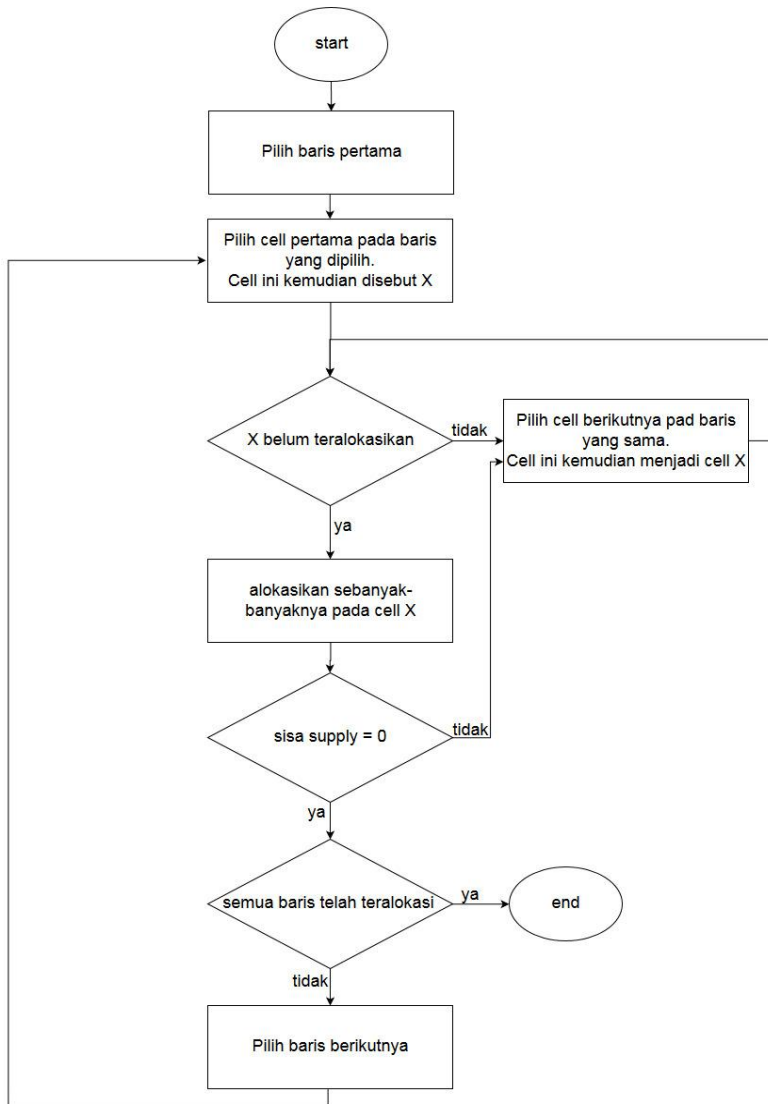 start
Pilih baris pertama
Pilih cell pertama pada baris
yang dipilih.
Cell ini kemudian disebut X
X belum teralokasikan
tidak
Pilih cell berikutnya pad baris
yang sama.
Cell ini kemudian menjadi cell X
ya
alokasikan sebanyak-
banyaknya pada cell X
sisa supply = 0
tidak
ya
semua baris telah teralokasi
ya
end
tidak
Pilih baris berikutnya